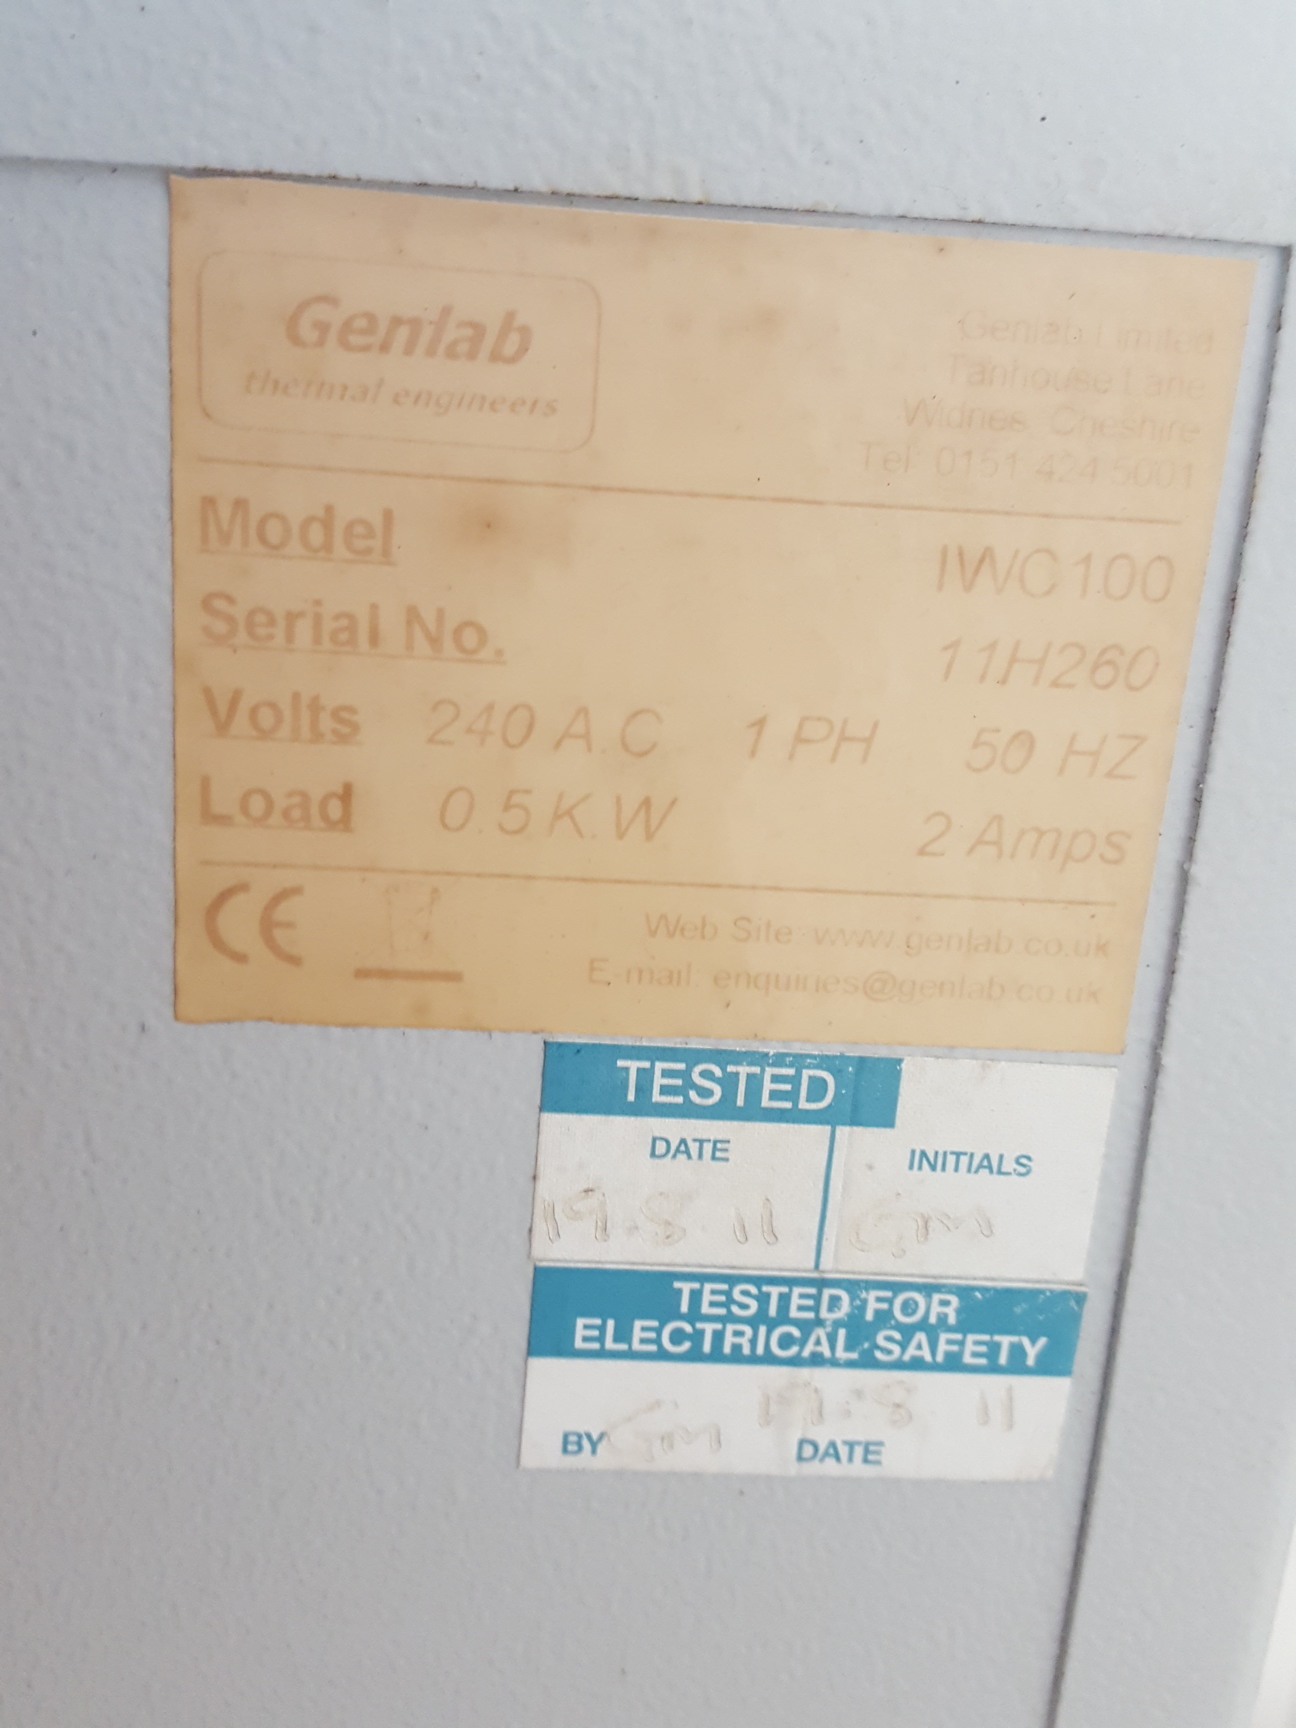 Genlab
thermal engineers
Genlab Limited
Tanhouse Lane
Widnes Cheshire
Tel 0151 424 5001
Model IWC100
Serial No. 11H260
Volts 240 A.C 1 PH 50 HZ
Load 0.5 K.W 2 Amps
CE
Web Site: www.genlab.co.uk
E-mail: enquiries@genlab.co.uk
TESTED
DATE INITIALS
19.8 11 GM
TESTED FOR
ELECTRICAL SAFETY
BY GM DATE 19.8 11